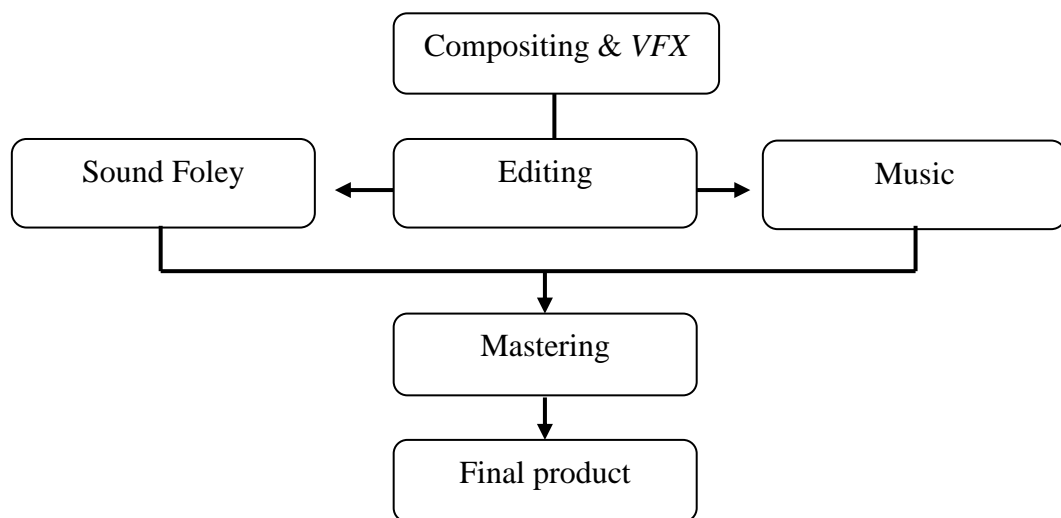 Compositing & VFX
Sound Foley
Editing
Music
Mastering
Final product